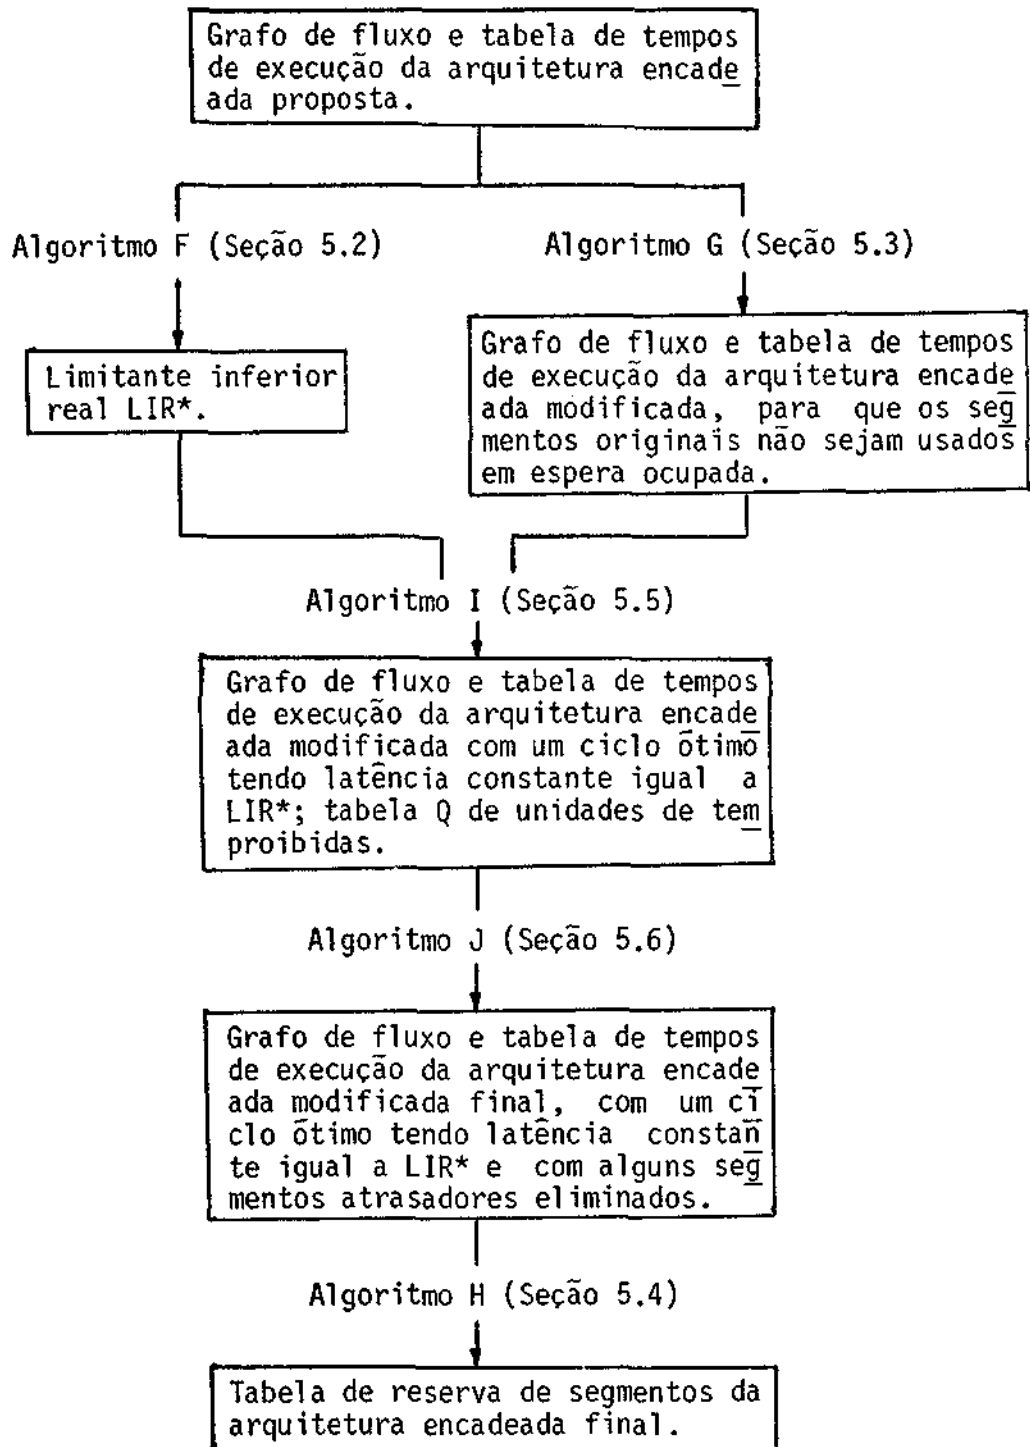 Grafo de fluxo e tabela de tempos
de execução da arquitetura encade
ada proposta.
Algoritmo F (Seção 5.2)
Algoritmo G (Seção 5.3)
Limitante inferior
real LIR*.
Grafo de fluxo e tabela de tempos
de execução da arquitetura encade
ada modificada, para que os seg
mentos originais não sejam usados
em espera ocupada.
Algoritmo I (Seção 5.5)
Grafo de fluxo e tabela de tempos
de execução da arquitetura encade
ada modificada com um ciclo ótimo
tendo latência constante igual a
LIR*; tabela Q de unidades de tem
proibidas.
Algoritmo J (Seção 5.6)
Grafo de fluxo e tabela de tempos
de execução da arquitetura encade
ada modificada final, com um ci
clo ótimo tendo latência constan
te igual a LIR* e com alguns seg
mentos atrasadores eliminados.
Algoritmo H (Seção 5.4)
Tabela de reserva de segmentos da
arquitetura encadeada final.